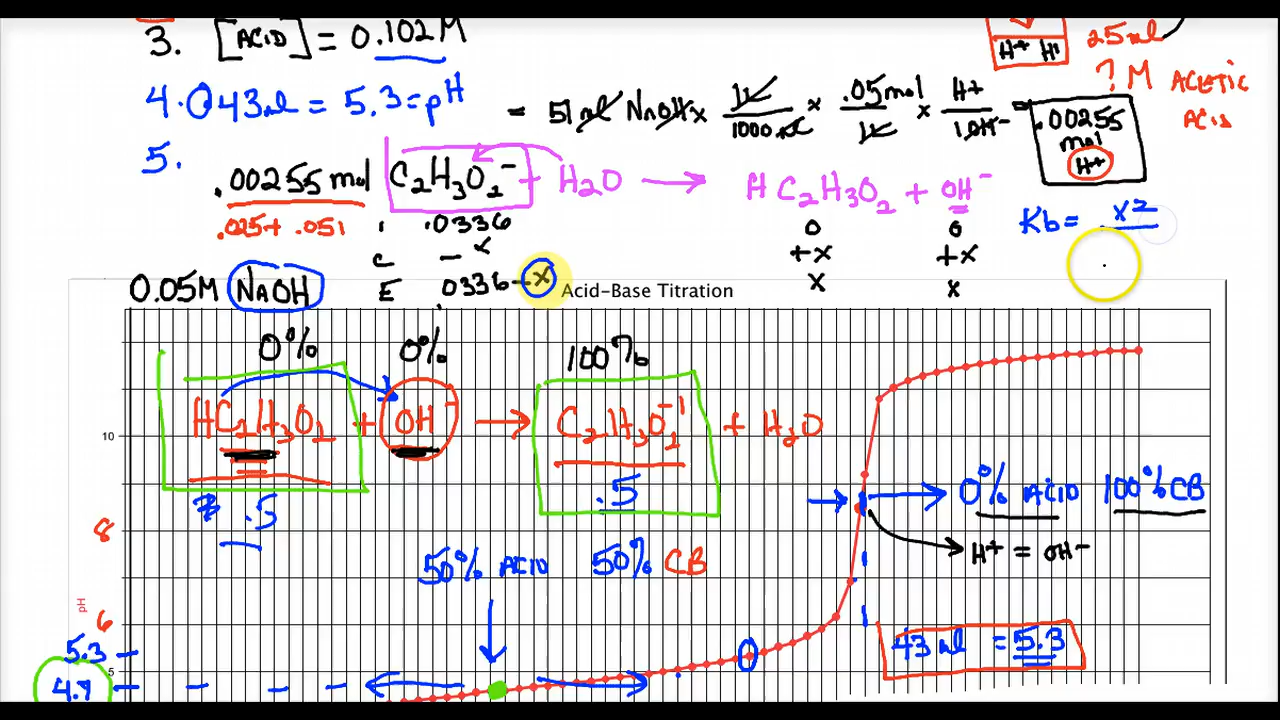 3. [ACID] = 0.102M
H+ H+
25ml
?M ACETIC ACID
4. @43ml = 5.3 = pH
= 51ml NaOH x 1L/1000mL x .05mol/1L x H+/1OH- = .00255 mol H+
5.
.00255 mol
.025+ .051
C2H3O2- + H2O → HC2H3O2 + OH-
I .0336 0 0
C - x +x +x
E .0336 - x x x
Kb = x2
0.05M NaOH
Acid-Base Titration
0% 0% 100%
HC2H3O2 + OH- → C2H3O2-1 + H2O
.5 .5
10
8
pH
6
5.3
5
4.7
50% ACID 50% CB
0% ACID 100% CB
H+ = OH-
43 ml = 5.3